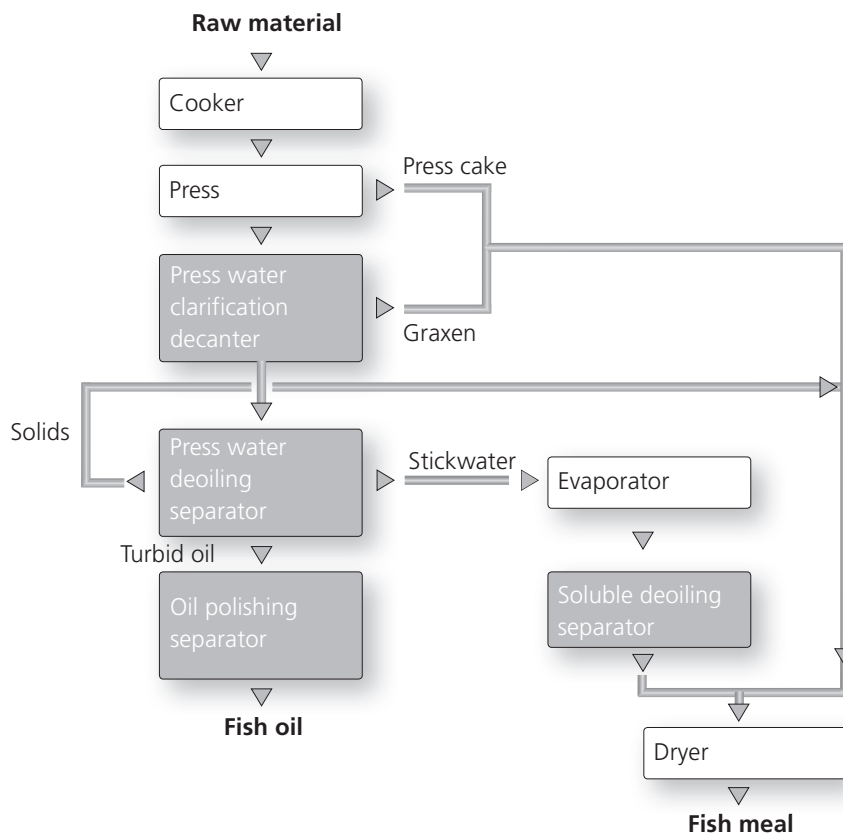 Raw material
Cooker
Press cake
Press
Press water
clarification
decanter
Graxen
Solids
Press water
deoiling
separator
Stickwater
Evaporator
Turbid oil
Oil polishing
separator
Soluble deoiling
separator
Fish oil
Dryer
Fish meal